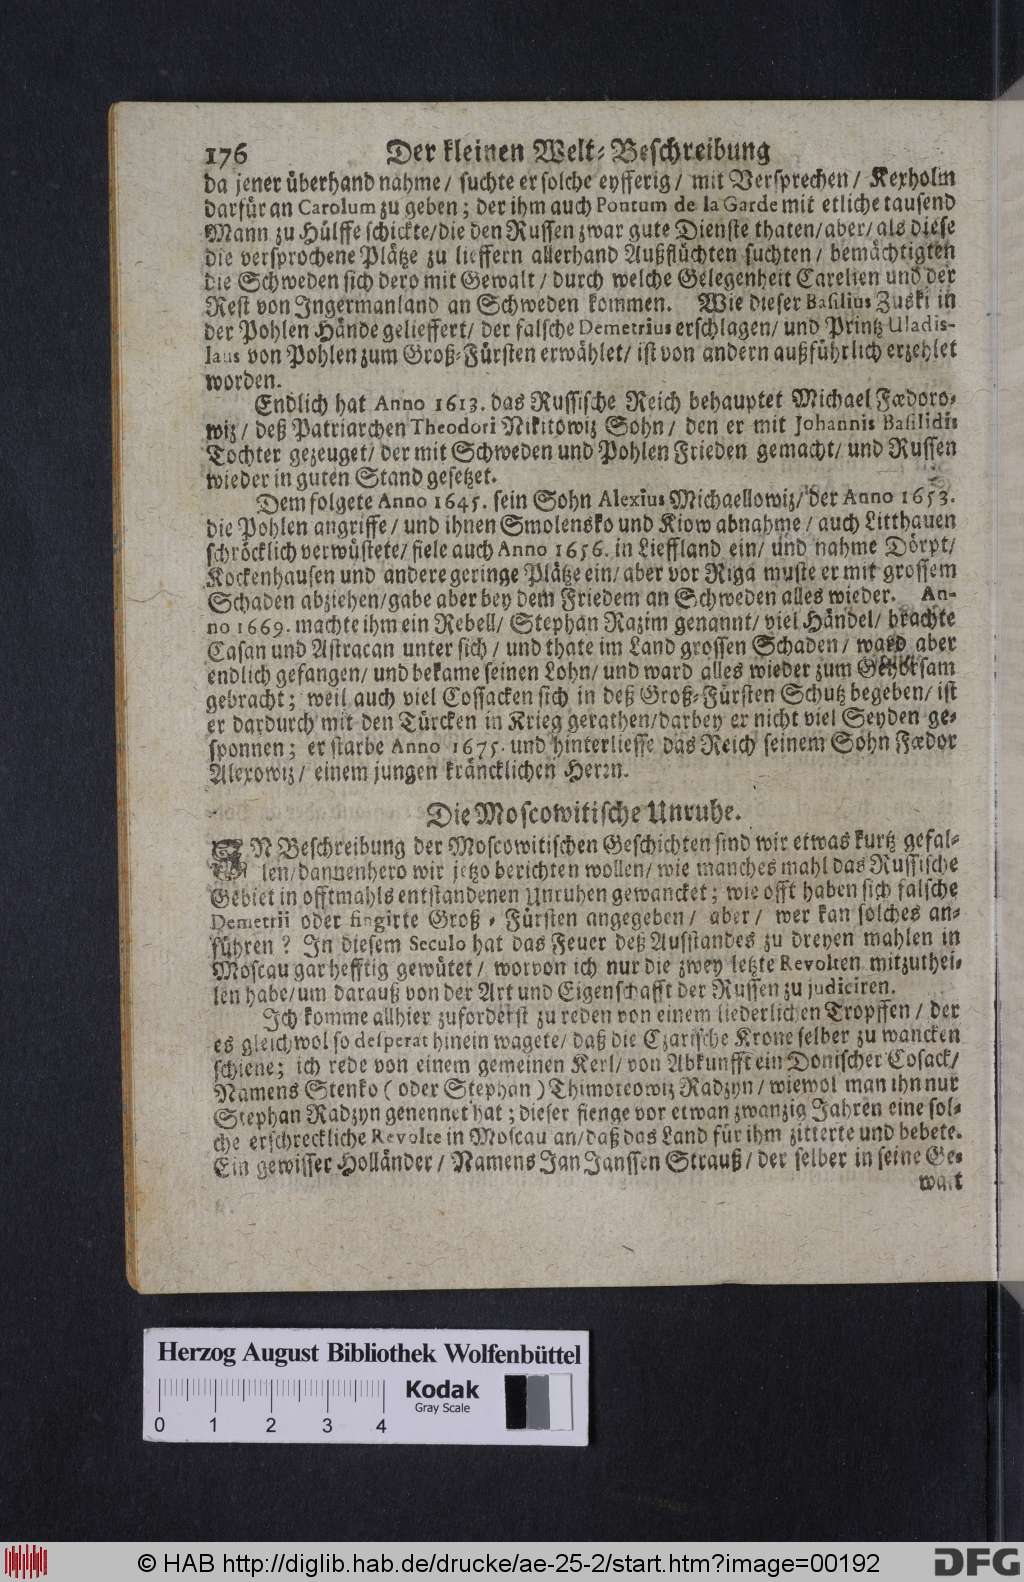 176 Der kleinen Welt-Beschreibung
da jener überhand nahme / suchte er solche eyfferig / mit Versprechen / Kexholm
darfür an Carolum zu geben; der ihm auch Pontum de la Garde mit etliche tausend
Mann zu Hülffe schickte/die den Russen zwar gute Dienste thaten/aber/ als diese
die versprochene Plätze zu lieffern allerhand Außflüchten suchten / bemächtigten
die Schweden sich dero mit Gewalt / durch welche Gelegenheit Carelien und der
Rest von Ingermanland an Schweden kommen. Wie dieser Basilius Zuski in
der Pohlen Hände gelieffert/ der falsche Demetrius erschlagen/ und Printz Uladis-
laus von Pohlen zum Groß-Fürsten erwählet/ ist von andern außführlich erzehlet
worden.
Endlich hat Anno 1613. das Russische Reich behauptet Michael Fœdoro-
wiz / deß Patriarchen Theodori Nikitowiz Sohn / den er mit Johannis Basilidis
Tochter gezeuget/ der mit Schweden und Pohlen Frieden gemacht/ und Russen
wieder in guten Stand gesetzet.
Dem folgete Anno 1645. sein Sohn Alexius Michaellowiz/ der Anno 1653.
die Pohlen angriffe / und ihnen Smolensko und Kiow abnahme / auch Litthauen
schröcklich verwüstete/ fiele auch Anno 1656. in Lieffland ein/ und nahme Dörpt/
Kockenhausen und andere geringe Plätze ein/ aber vor Riga muste er mit grossem
Schaden abziehen/gabe aber bey dem Friedem an Schweden alles wieder. An-
no 1669. machte ihm ein Rebell/ Stephan Razim genannt/ viel Händel/ brachte
Casan und Astracan unter sich / und thate im Land grossen Schaden / ward aber
endlich gefangen/ und bekame seinen Lohn/ und ward alles wieder zum Gehorsam
gebracht; weil auch viel Cossacken sich in deß Groß-Fürsten Schutz begeben/ ist
er dardurch mit den Türcken in Krieg gerathen/darbey er nicht viel Seyden ge-
sponnen; er starbe Anno 1675. und hinterliesse das Reich seinem Sohn Fœdor
Alexowiz/ einem jungen kräncklichen Herrn.
Die Moscowitische Unruhe.
IN Beschreibung der Moscowitischen Geschichten sind wir etwas kurtz gefal-
len/dannenhero wir jetzo berichten wollen/ wie manches mahl das Russische
Gebiet in offtmahls entstandenen Unruhen gewancket; wie offt haben sich falsche
Demetrii oder fingirte Groß-Fürsten angegeben/ aber/ wer kan solches an-
führen? In diesem Seculo hat das Feuer deß Aufstandes zu dreyen mahlen in
Moscau gar hefftig gewütet / worvon ich nur die zwey letzte Revolten mitzuthei-
len habe/um darauß von der Art und Eigenschafft der Russen zu judiciren.
Ich komme allhier zuforderist zu reden von einem liederlichen Tropffen / der
es gleichwol so desperat hinein wagete/ daß die Czarische Krone selber zu wancken
schiene; ich rede von einem gemeinen Kerl/ von Abkunfft ein Donischer Cosack/
Namens Stenko ( oder Stephan ) Thimoteowiz Radzyn / wiewol man ihn nur
Stephan Radzyn genennet hat; dieser fienge vor etwan zwanzig Jahren eine sol-
che erschreckliche Revolte in Moscau an/daß das Land für ihm zitterte und bebete.
Ein gewisser Holländer / Namens Jan Janssen Strauß / der selber in seine Ge-
walt
Herzog August Bibliothek Wolfenbüttel
Kodak
Gray Scale
0 1 2 3 4
© HAB http://diglib.hab.de/drucke/ae-25-2/start.htm?image=00192
DFG